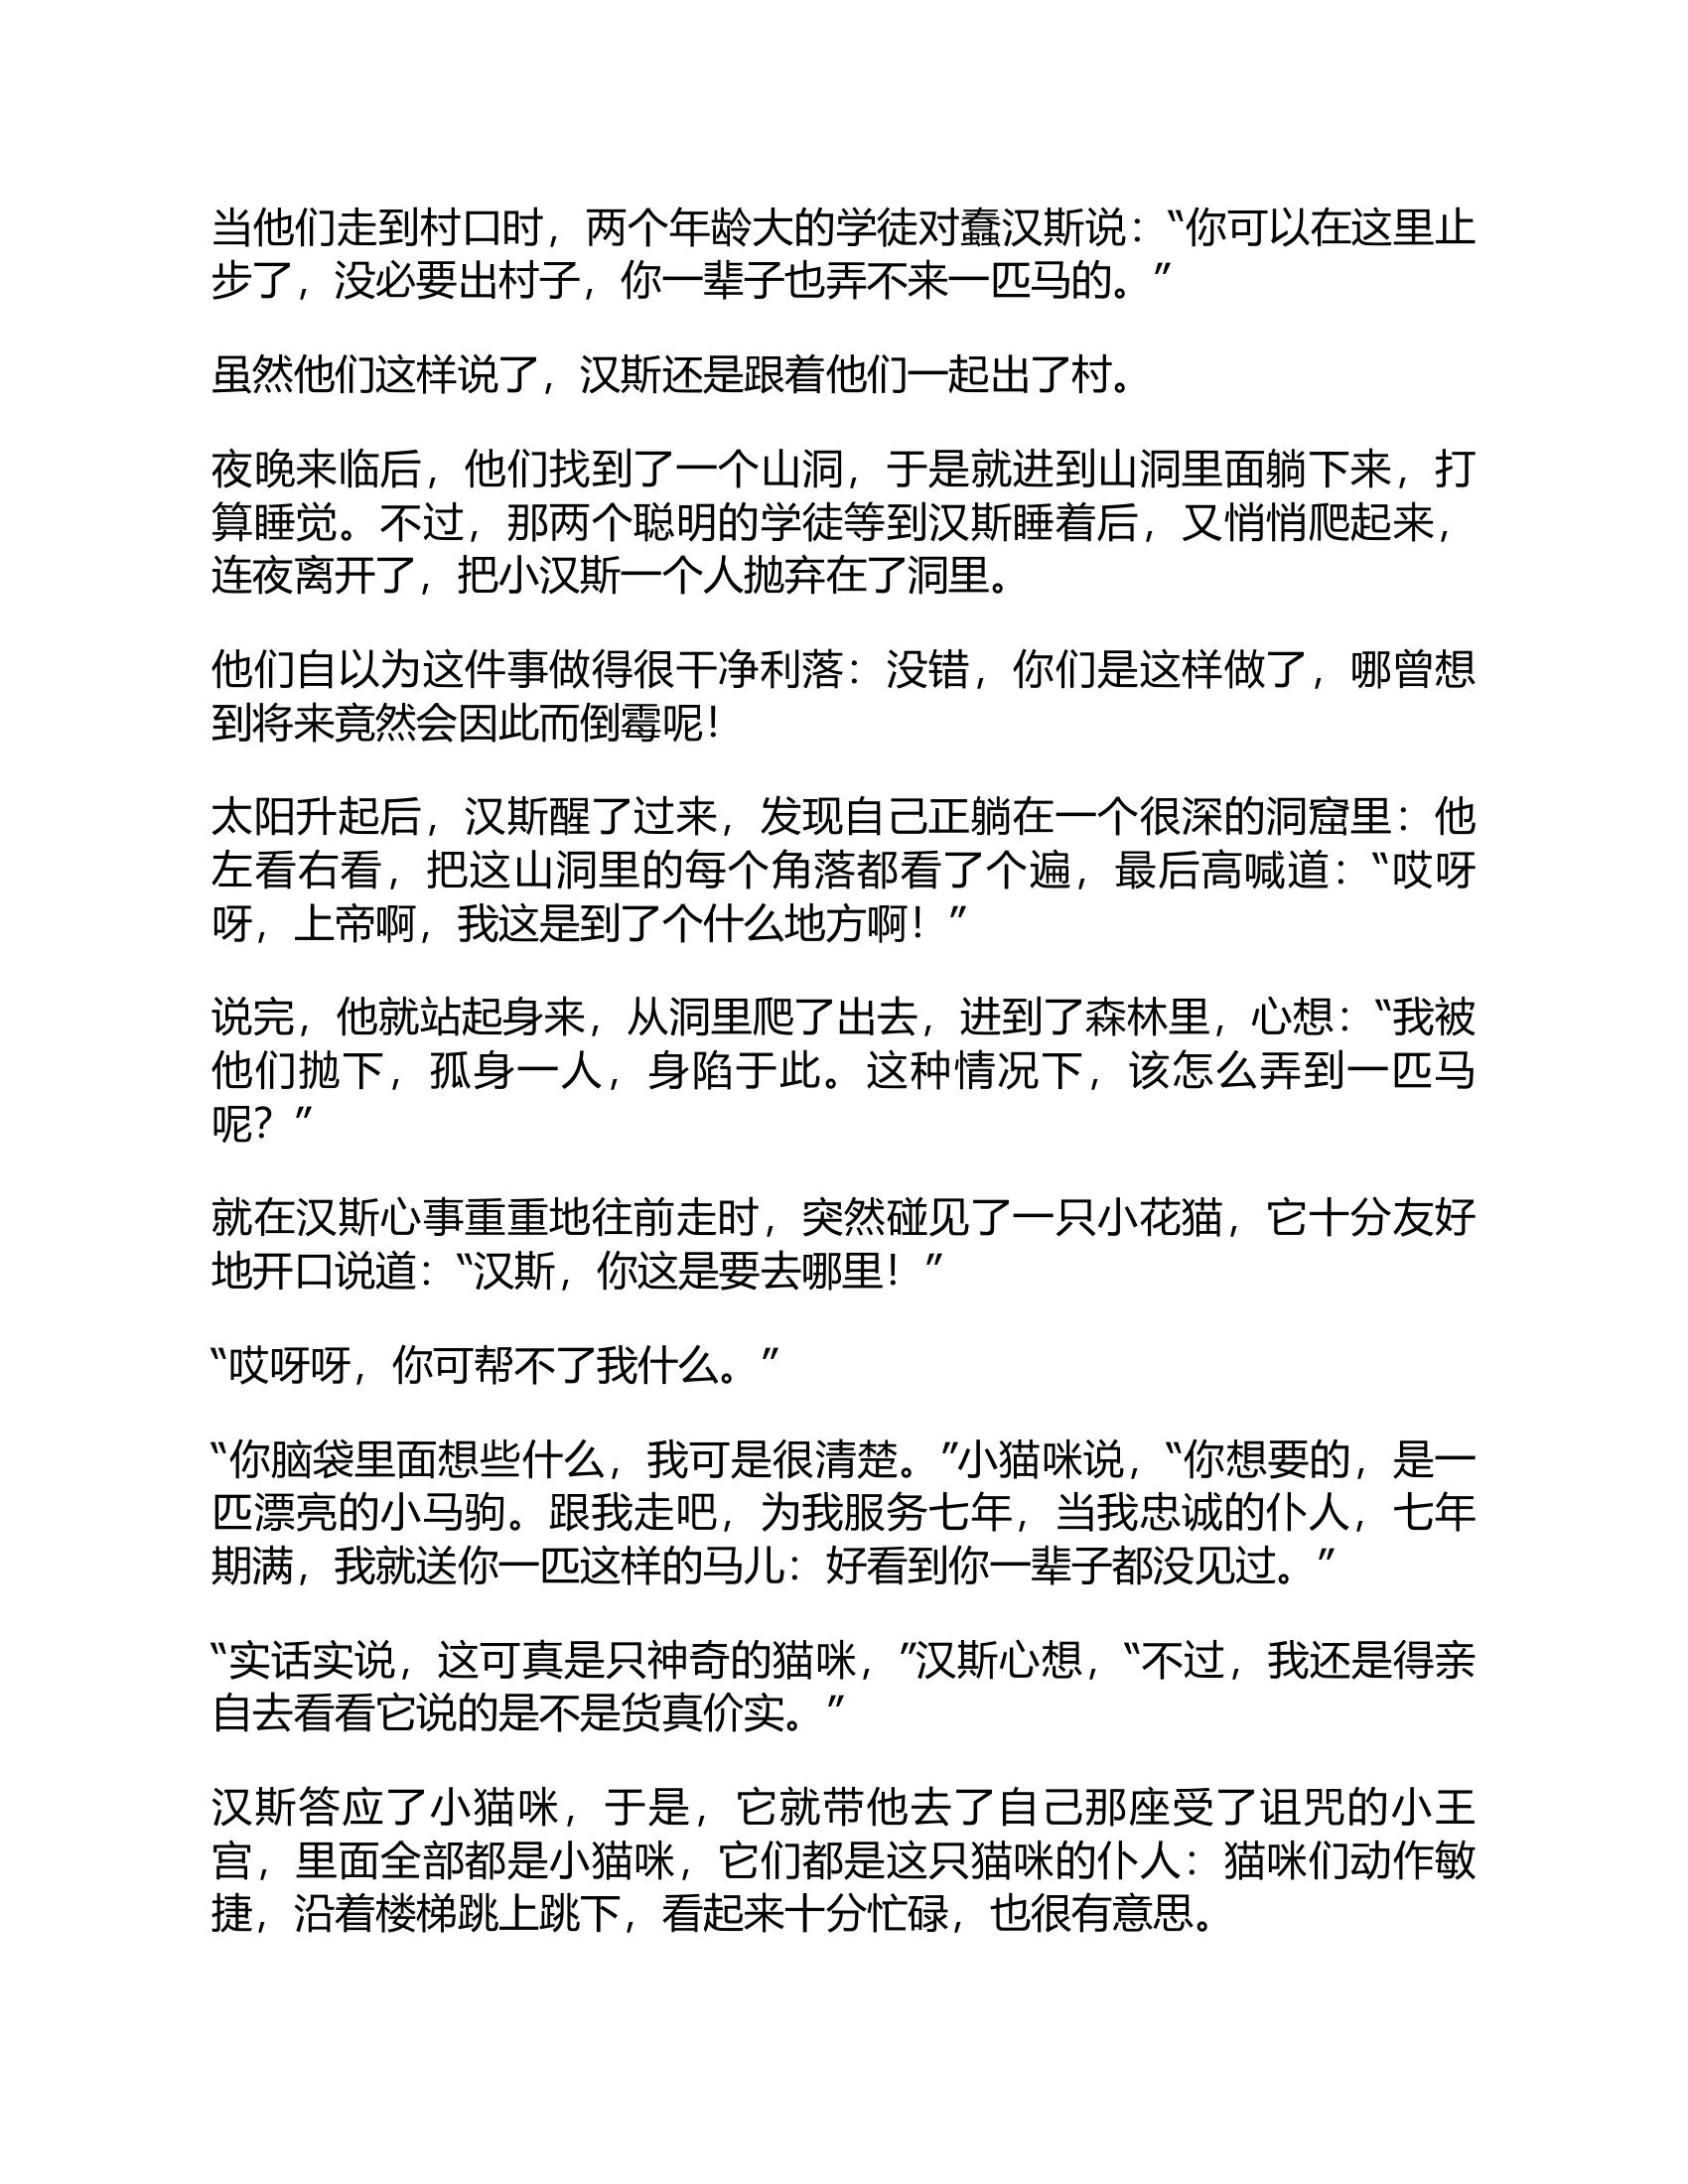 当他们走到村口时，两个年龄大的学徒对蠢汉斯说：“你可以在这里止
步了，没必要出村子，你一辈子也弄不来一匹马的。”
虽然他们这样说了，汉斯还是跟着他们一起出了村。
夜晚来临后，他们找到了一个山洞，于是就进到山洞里面躺下来，打
算睡觉。不过，那两个聪明的学徒等到汉斯睡着后，又悄悄爬起来，
连夜离开了，把小汉斯一个人抛弃在了洞里。
他们自以为这件事做得很干净利落：没错，你们是这样做了，哪曾想
到将来竟然会因此而倒霉呢！
太阳升起后，汉斯醒了过来，发现自己正躺在一个很深的洞窟里：他
左看右看，把这山洞里的每个角落都看了个遍，最后高喊道：“哎呀
呀，上帝啊，我这是到了个什么地方啊！”
说完，他就站起身来，从洞里爬了出去，进到了森林里，心想：“我被
他们抛下，孤身一人，身陷于此。这种情况下，该怎么弄到一匹马
呢？”
就在汉斯心事重重地往前走时，突然碰见了一只小花猫，它十分友好
地开口说道：“汉斯，你这是要去哪里！”
“哎呀呀，你可帮不了我什么。”
“你脑袋里面想些什么，我可是很清楚。”小猫咪说，“你想要的，是一
匹漂亮的小马驹。跟我走吧，为我服务七年，当我忠诚的仆人，七年
期满，我就送你一匹这样的马儿：好看到你一辈子都没见过。”
“实话实说，这可真是只神奇的猫咪，”汉斯心想，“不过，我还是得亲
自去看看它说的是不是货真价实。”
汉斯答应了小猫咪，于是，它就带他去了自己那座受了诅咒的小王
宫，里面全部都是小猫咪，它们都是这只猫咪的仆人：猫咪们动作敏
捷，沿着楼梯跳上跳下，看起来十分忙碌，也很有意思。